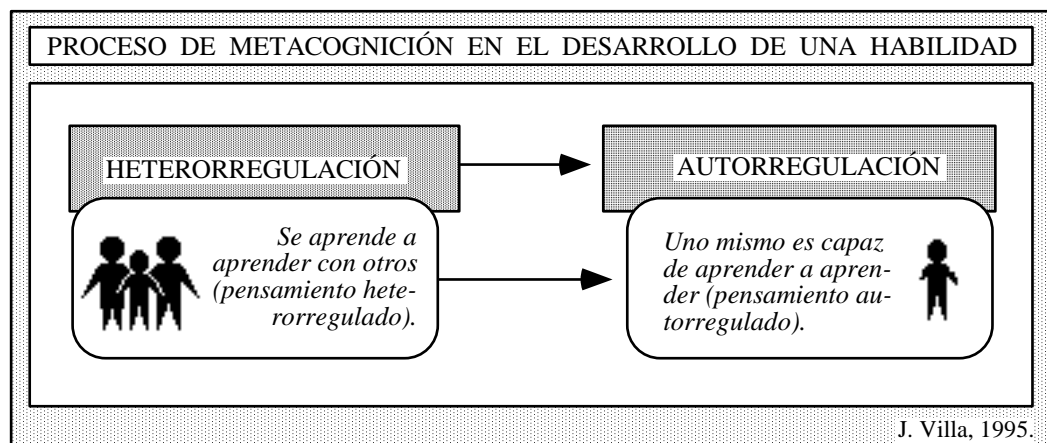 PROCESO DE METACOGNICIÓN EN EL DESARROLLO DE UNA HABILIDAD
HETERORREGULACIÓN
AUTORREGULACIÓN
Se aprende a
aprender con otros
(pensamiento hete-
rorregulado).
Uno mismo es capaz
de aprender a apren-
der (pensamiento au-
torregulado).
J. Villa, 1995.